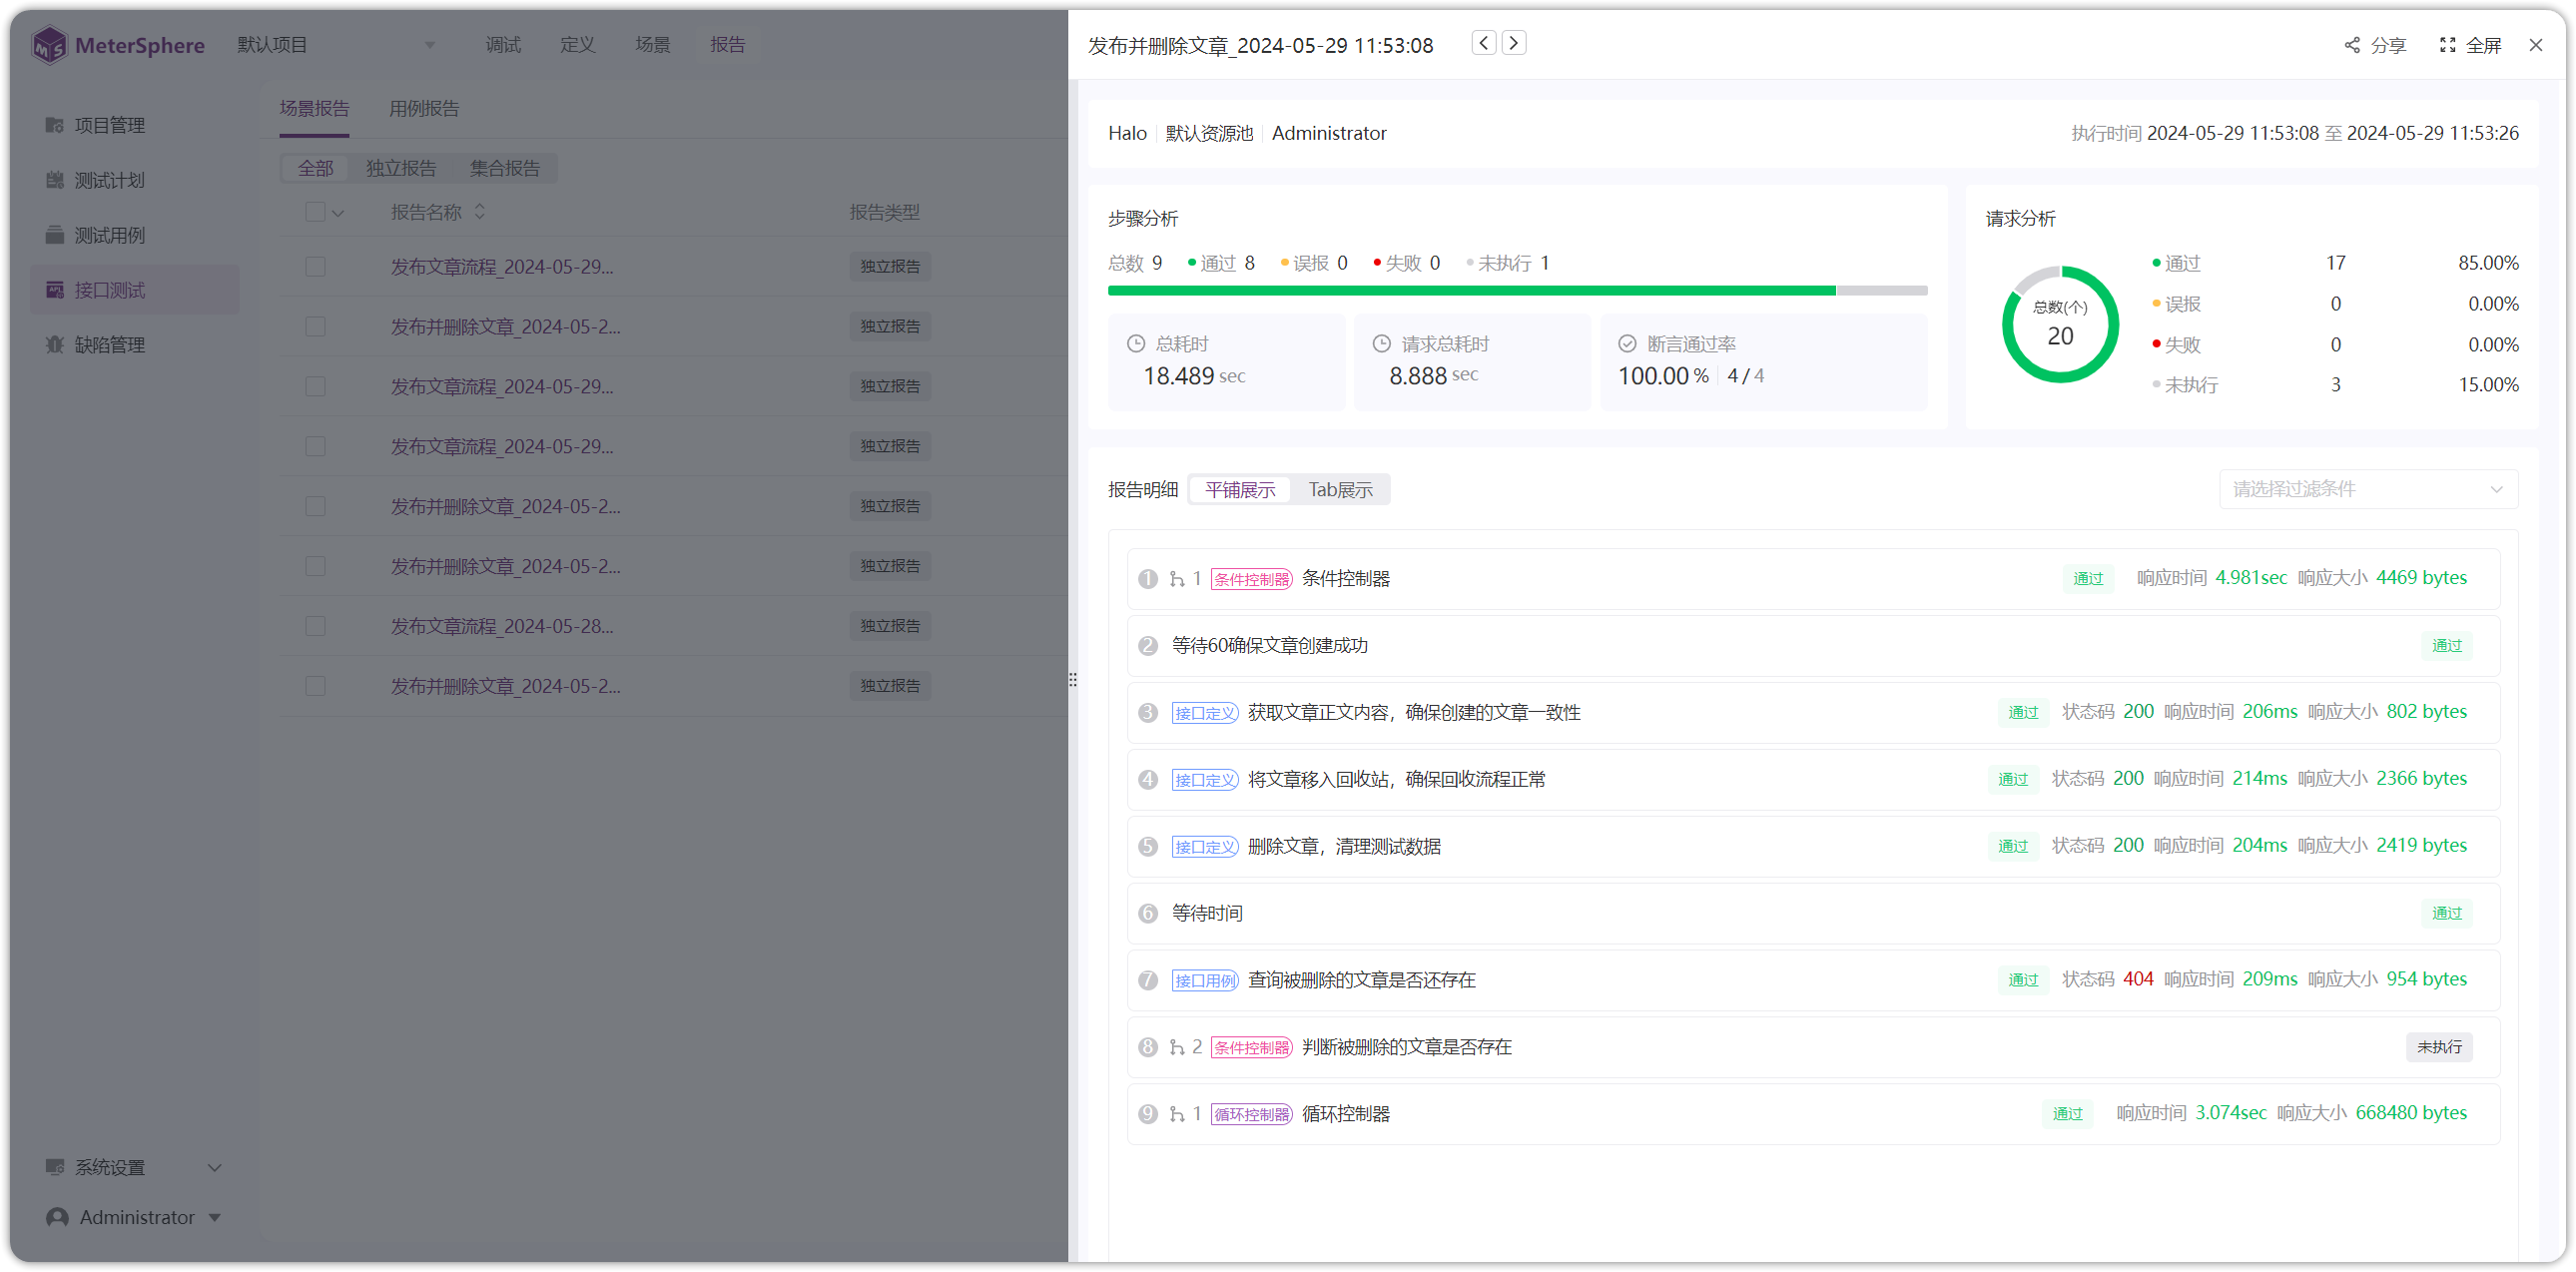 MeterSphere
默认项目
调试 定义 场景 报告
项目管理
测试计划
测试用例
接口测试
缺陷管理
系统设置
Administrator
场景报告 用例报告
全部 独立报告 集合报告
报告名称 报告类型
发布文章流程_2024-05-29... 独立报告
发布并删除文章_2024-05-2... 独立报告
发布文章流程_2024-05-29... 独立报告
发布文章流程_2024-05-29... 独立报告
发布并删除文章_2024-05-2... 独立报告
发布并删除文章_2024-05-2... 独立报告
发布文章流程_2024-05-28... 独立报告
发布并删除文章_2024-05-2... 独立报告
发布并删除文章_2024-05-29 11:53:08
分享 全屏
Halo 默认资源池 Administrator
执行时间 2024-05-29 11:53:08 至 2024-05-29 11:53:26
步骤分析
总数 9 通过 8 误报 0 失败 0 未执行 1
总耗时
18.489 sec
请求总耗时
8.888 sec
断言通过率
100.00 % 4 / 4
请求分析
总数(个)
20
通过 17 85.00%
误报 0 0.00%
失败 0 0.00%
未执行 3 15.00%
报告明细 平铺展示 Tab展示
请选择过滤条件
1 1 条件控制器 条件控制器 通过 响应时间 4.981sec 响应大小 4469 bytes
2 等待60确保文章创建成功 通过
3 接口定义 获取文章正文内容，确保创建的文章一致性 通过 状态码 200 响应时间 206ms 响应大小 802 bytes
4 接口定义 将文章移入回收站，确保回收流程正常 通过 状态码 200 响应时间 214ms 响应大小 2366 bytes
5 接口定义 删除文章，清理测试数据 通过 状态码 200 响应时间 204ms 响应大小 2419 bytes
6 等待时间 通过
7 接口用例 查询被删除的文章是否还存在 通过 状态码 404 响应时间 209ms 响应大小 954 bytes
8 2 条件控制器 判断被删除的文章是否存在 未执行
9 1 循环控制器 循环控制器 通过 响应时间 3.074sec 响应大小 668480 bytes